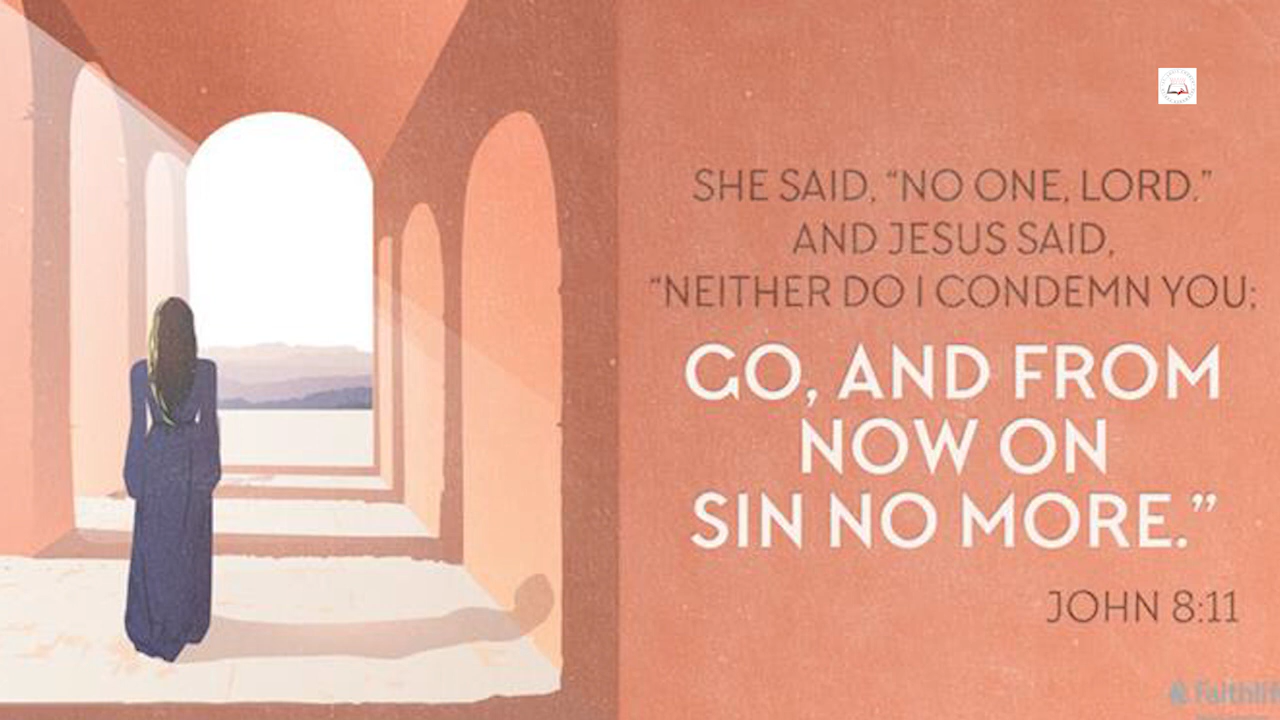 SHE SAID, “NO ONE, LORD.”
AND JESUS SAID,
“NEITHER DO I CONDEMN YOU;
GO, AND FROM
NOW ON
SIN NO MORE.”
JOHN 8:11
Faithlif